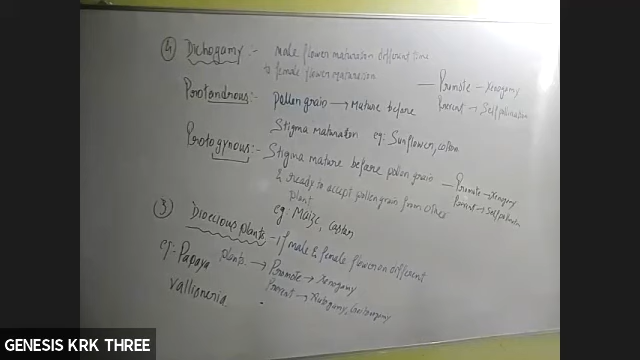 ④ Dichogamy :- male flower maturation different time
& female flower maturation
— Promote – Xenogamy
Prevent → Self pollination
Protandrous :- Pollen grain → Mature before
Stigma maturation eg: Sunflower, cotton
Protogynous :- Stigma mature before pollen grain
& ready to accept pollen grain from other
plant
— Promote – Xenogamy
Prevent → Self pollination
eg: Maize, caster
③ Dioecious plants :- if male & female flower on different
plants. → Promote → Xenogamy
Prevent → Autogamy, Geitonogamy
eg:- Papaya
Vallisneria
GENESIS KRK THREE